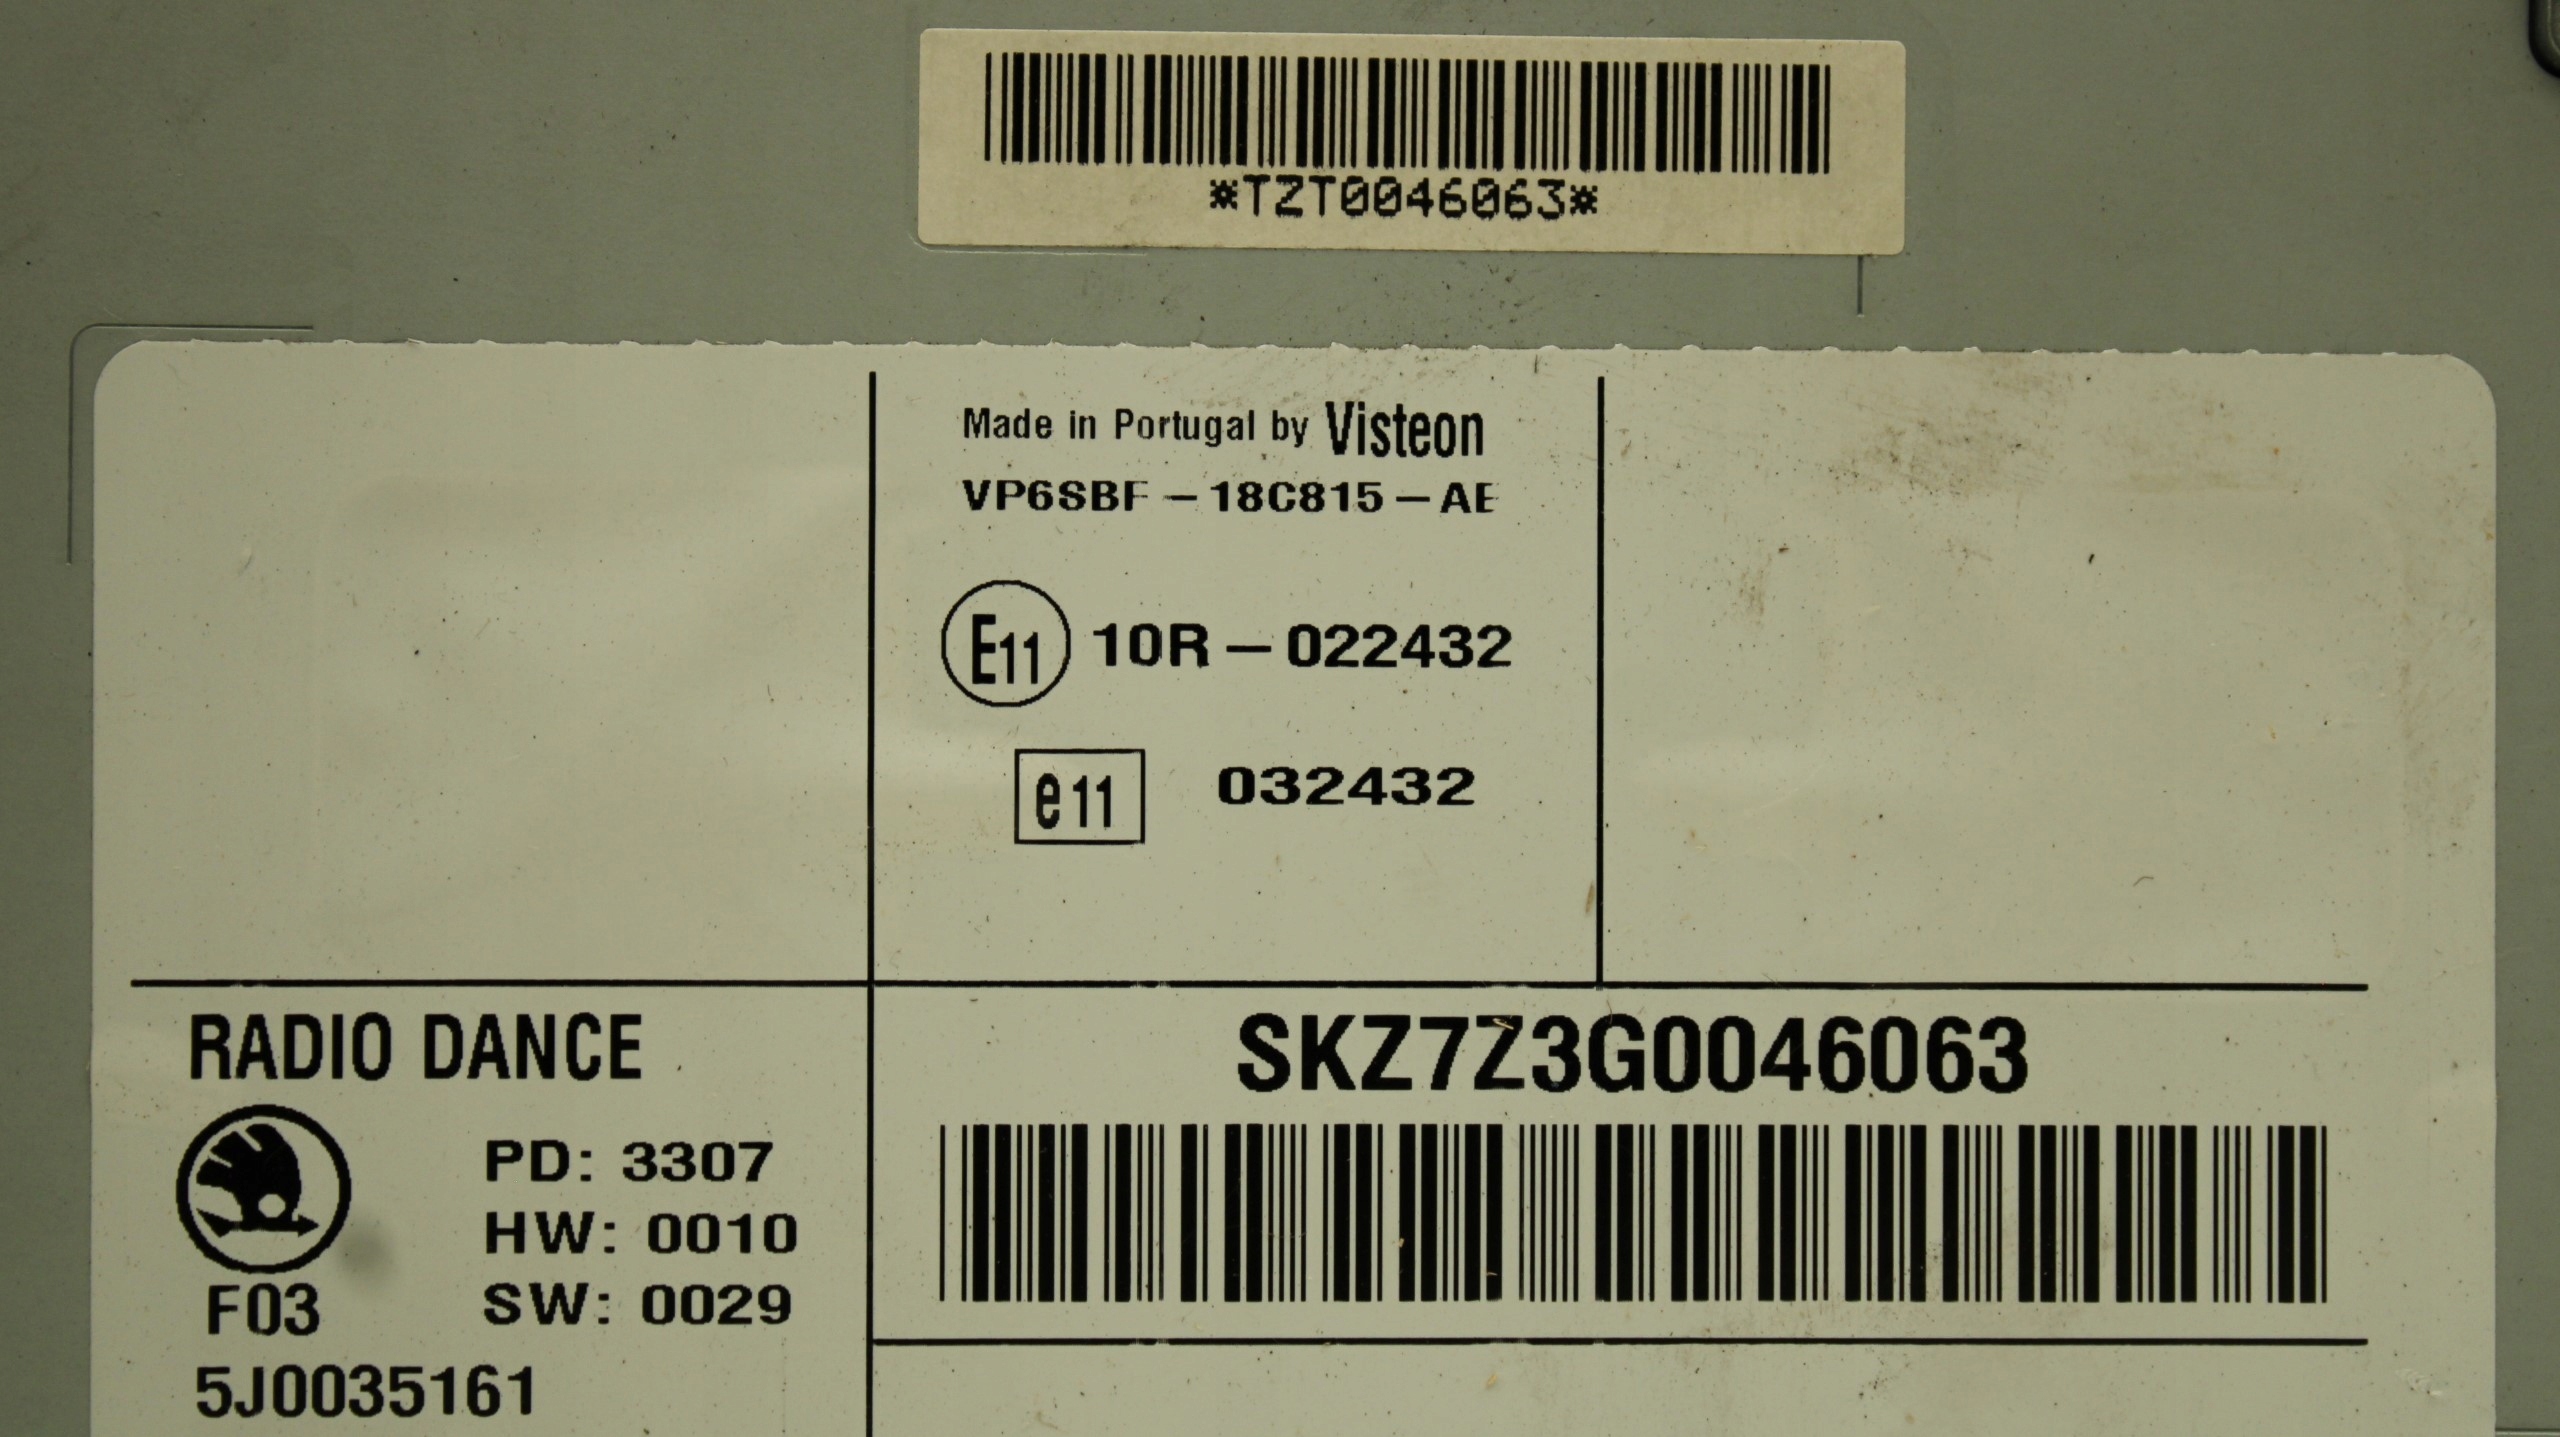 *TZT0046063*
Made in Portugal by Visteon
VP6SBF – 18C815 – AE
E11 10R – 022432
e11 032432
RADIO DANCE
PD: 3307
HW: 0010
F03 SW: 0029
5J0035161
SKZ7Z3G0046063